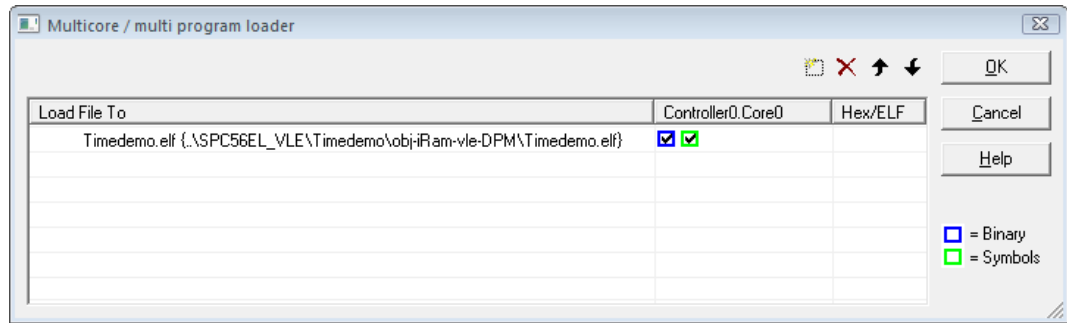 Multicore / multi program loader
OK
Load File To Controller0.Core0 Hex/ELF
Cancel
Timedemo.elf {..\SPC56EL_VLE\Timedemo\obj-iRam-vle-DPM\Timedemo.elf}
Help
= Binary
= Symbols